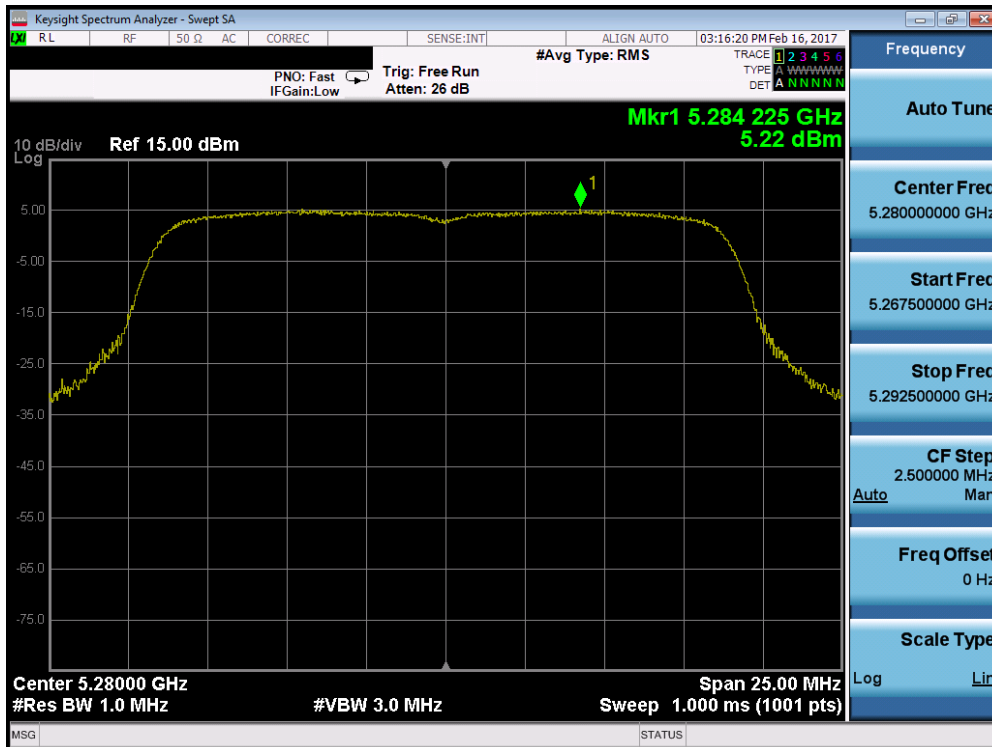 Keysight Spectrum Analyzer - Swept SA
LXI RL RF 50 Ω AC CORREC SENSE:INT ALIGN AUTO 03:16:20 PM Feb 16, 2017
PNO: Fast
IFGain:Low
Trig: Free Run
Atten: 26 dB
#Avg Type: RMS
TRACE 1 2 3 4 5 6
TYPE A WWWWW
DET A N N N N N
Mkr1 5.284 225 GHz
5.22 dBm
10 dB/div Ref 15.00 dBm
Log
1
5.00
-5.00
-15.0
-25.0
-35.0
-45.0
-55.0
-65.0
-75.0
Center 5.28000 GHz Span 25.00 MHz
#Res BW 1.0 MHz #VBW 3.0 MHz Sweep 1.000 ms (1001 pts)
MSG STATUS
Frequency
Auto Tune
Center Freq
5.280000000 GHz
Start Freq
5.267500000 GHz
Stop Freq
5.292500000 GHz
CF Step
2.500000 MHz
Auto Man
Freq Offset
0 Hz
Scale Type
Log Lin